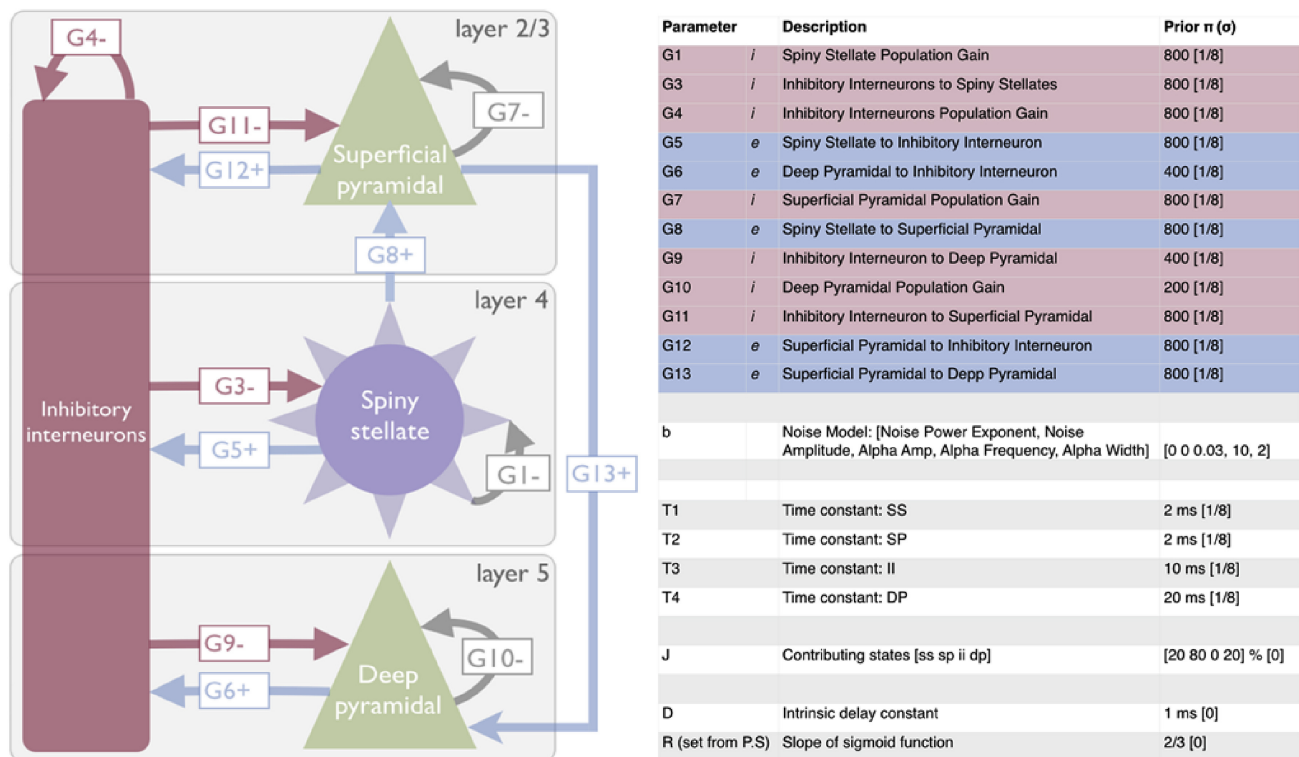 G4-
layer 2/3
G11-
G7-
G12+
Superficial
pyramidal
G8+
layer 4
G3-
Inhibitory
interneurons
Spiny
stellate
G5+
G1-
G13+
layer 5
G9-
G10-
G6+
Deep
pyramidal
Parameter Description Prior π (σ)
G1 i Spiny Stellate Population Gain 800 [1/8]
G3 i Inhibitory Interneurons to Spiny Stellates 800 [1/8]
G4 i Inhibitory Interneurons Population Gain 800 [1/8]
G5 e Spiny Stellate to Inhibitory Interneuron 800 [1/8]
G6 e Deep Pyramidal to Inhibitory Interneuron 400 [1/8]
G7 i Superficial Pyramidal Population Gain 800 [1/8]
G8 e Spiny Stellate to Superficial Pyramidal 800 [1/8]
G9 i Inhibitory Interneuron to Deep Pyramidal 400 [1/8]
G10 i Deep Pyramidal Population Gain 200 [1/8]
G11 i Inhibitory Interneuron to Superficial Pyramidal 800 [1/8]
G12 e Superficial Pyramidal to Inhibitory Interneuron 800 [1/8]
G13 e Superficial Pyramidal to Depp Pyramidal 800 [1/8]
b Noise Model: [Noise Power Exponent, Noise
Amplitude, Alpha Amp, Alpha Frequency, Alpha Width] [0 0 0.03, 10, 2]
T1 Time constant: SS 2 ms [1/8]
T2 Time constant: SP 2 ms [1/8]
T3 Time constant: II 10 ms [1/8]
T4 Time constant: DP 20 ms [1/8]
J Contributing states [ss sp ii dp] [20 80 0 20] % [0]
D Intrinsic delay constant 1 ms [0]
R (set from P.S) Slope of sigmoid function 2/3 [0]